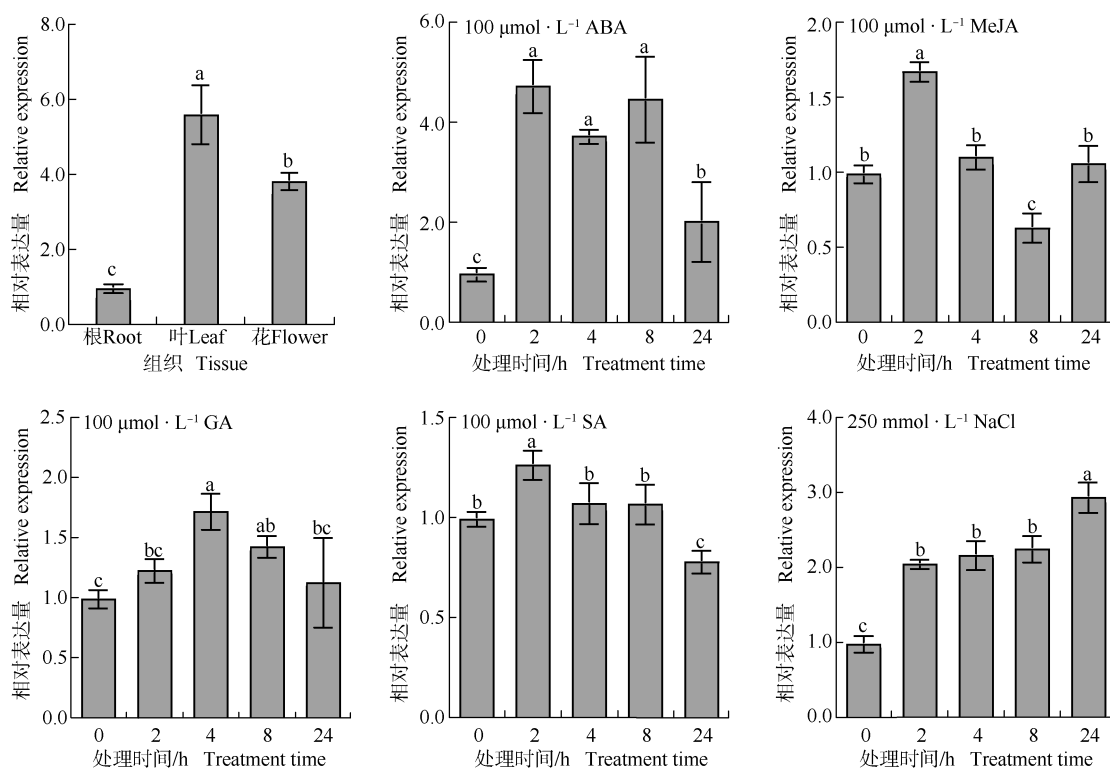 相对表达量 Relative expression
8.0
6.0
4.0
2.0
0.0
c
a
b
根Root 叶Leaf 花Flower
组织 Tissue
100 μmol · L⁻¹ ABA
相对表达量 Relative expression
6.0
4.0
2.0
0.0
c
a
a
a
b
0 2 4 8 24
处理时间/h Treatment time
100 μmol · L⁻¹ MeJA
相对表达量 Relative expression
2.0
1.5
1.0
0.5
0.0
b
a
b
c
b
0 2 4 8 24
处理时间/h Treatment time
100 μmol · L⁻¹ GA
相对表达量 Relative expression
2.5
2.0
1.5
1.0
0.5
0.0
c
bc
a
ab
bc
0 2 4 8 24
处理时间/h Treatment time
100 μmol · L⁻¹ SA
相对表达量 Relative expression
1.5
1.0
0.5
0.0
b
a
b
b
c
0 2 4 8 24
处理时间/h Treatment time
250 mmol · L⁻¹ NaCl
相对表达量 Relative expression
4.0
3.0
2.0
1.0
0.0
c
b
b
b
a
0 2 4 8 24
处理时间/h Treatment time